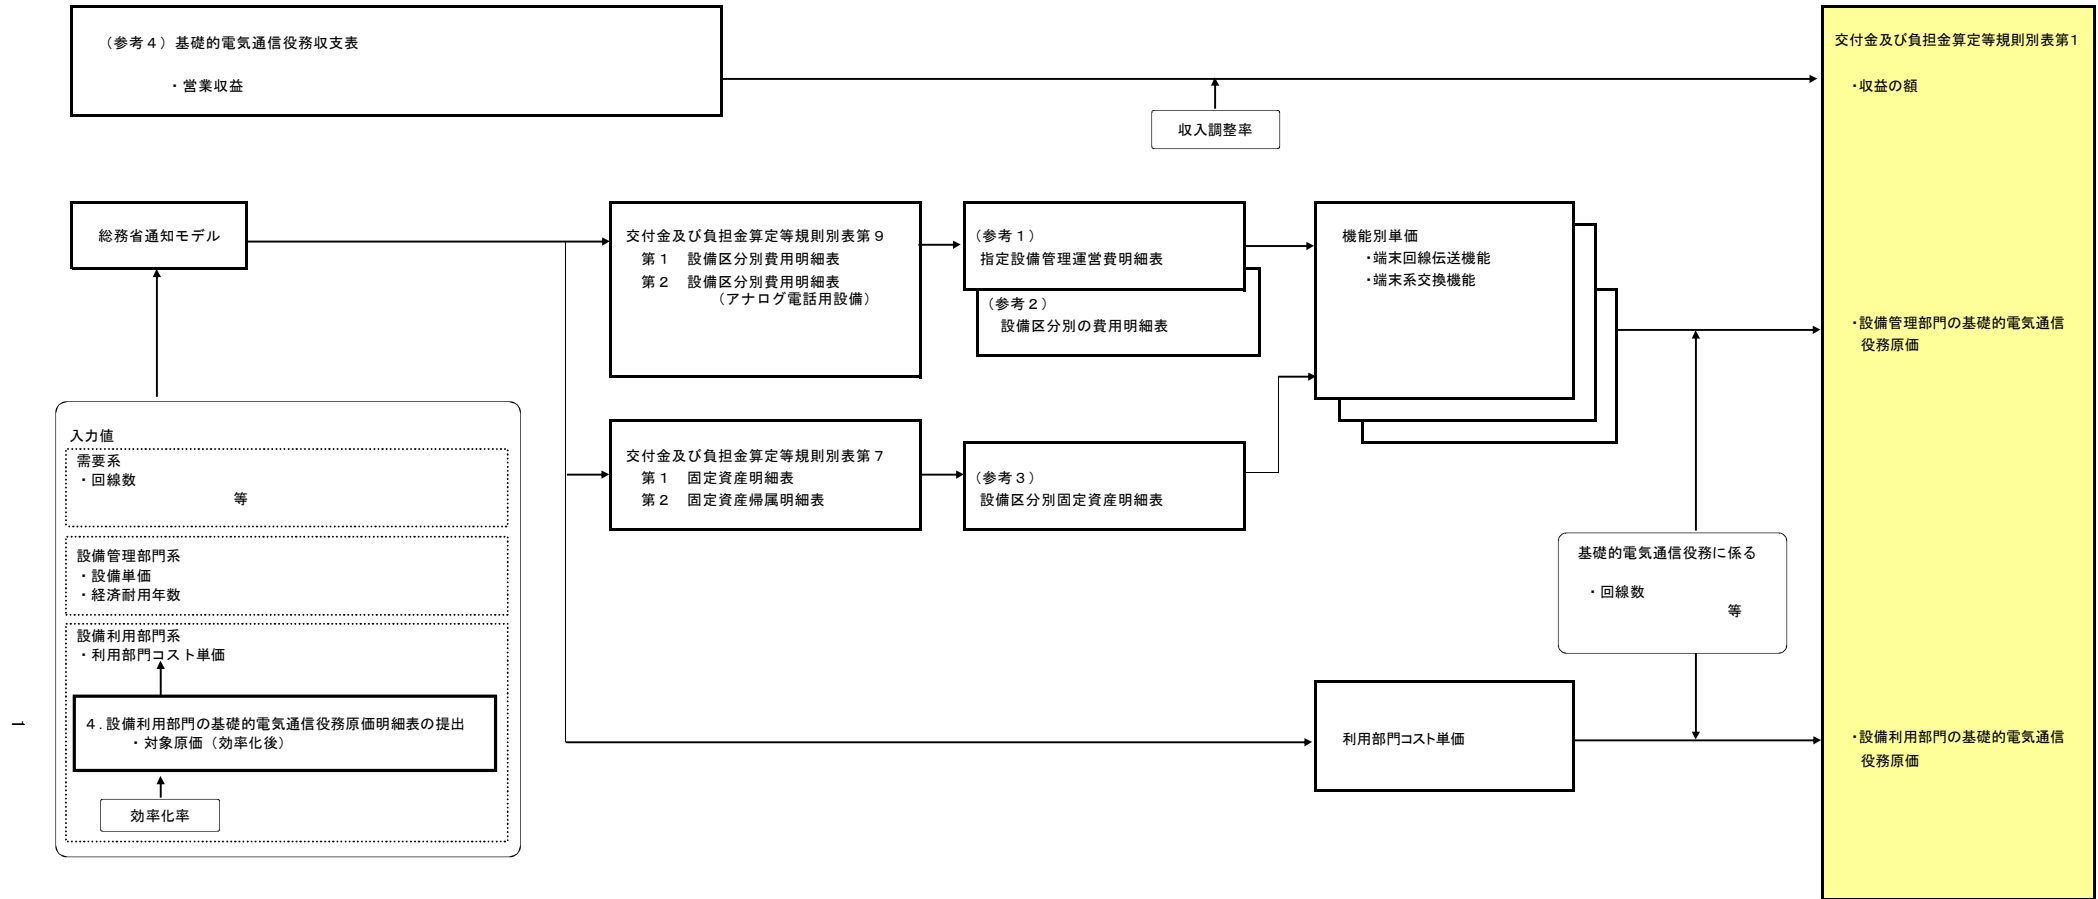 （参考４）基礎的電気通信役務収支表
・営業収益
収入調整率
交付金及び負担金算定等規則別表第1
・収益の額
・設備管理部門の基礎的電気通信
役務原価
・設備利用部門の基礎的電気通信
役務原価
総務省通知モデル
交付金及び負担金算定等規則別表第９
第１　設備区分別費用明細表
第２　設備区分別費用明細表
（アナログ電話用設備）
（参考１）
指定設備管理運営費明細表
（参考２）
設備区分別の費用明細表
機能別単価
・端末回線伝送機能
・端末系交換機能
交付金及び負担金算定等規則別表第７
第１　固定資産明細表
第２　固定資産帰属明細表
（参考３）
設備区分別固定資産明細表
入力値
需要系
・回線数
等
設備管理部門系
・設備単価
・経済耐用年数
設備利用部門系
・利用部門コスト単価
４.設備利用部門の基礎的電気通信役務原価明細表の提出
・対象原価（効率化後）
効率化率
基礎的電気通信役務に係る
・回線数
等
利用部門コスト単価
1